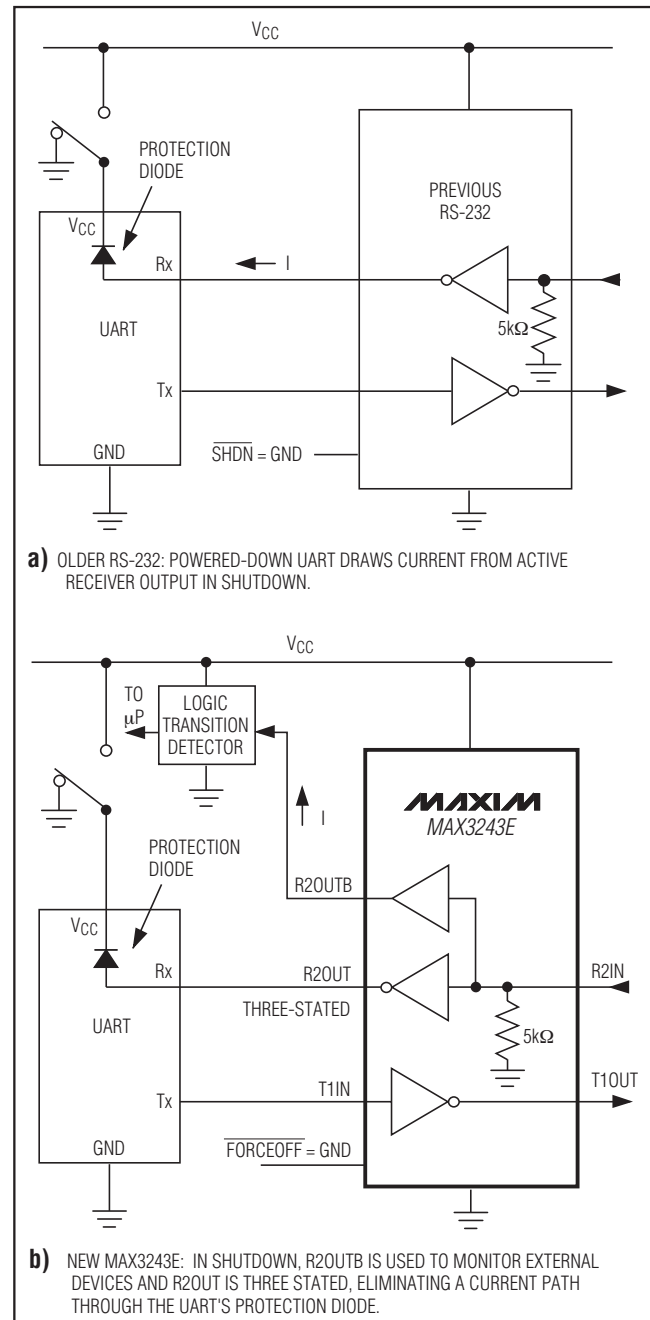 VCC
PROTECTION
DIODE
PREVIOUS
RS-232
VCC
Rx
I
UART
5kΩ
Tx
GND
SHDN = GND
a) OLDER RS-232: POWERED-DOWN UART DRAWS CURRENT FROM ACTIVE
RECEIVER OUTPUT IN SHUTDOWN.
VCC
TO
μP
LOGIC
TRANSITION
DETECTOR
MAXIM
MAX3243E
I
PROTECTION
DIODE
R2OUTB
VCC
Rx
R2OUT
R2IN
THREE-STATED
UART
5kΩ
Tx
T1IN
T1OUT
GND
FORCEOFF = GND
b) NEW MAX3243E: IN SHUTDOWN, R2OUTB IS USED TO MONITOR EXTERNAL
DEVICES AND R2OUT IS THREE STATED, ELIMINATING A CURRENT PATH
THROUGH THE UART'S PROTECTION DIODE.